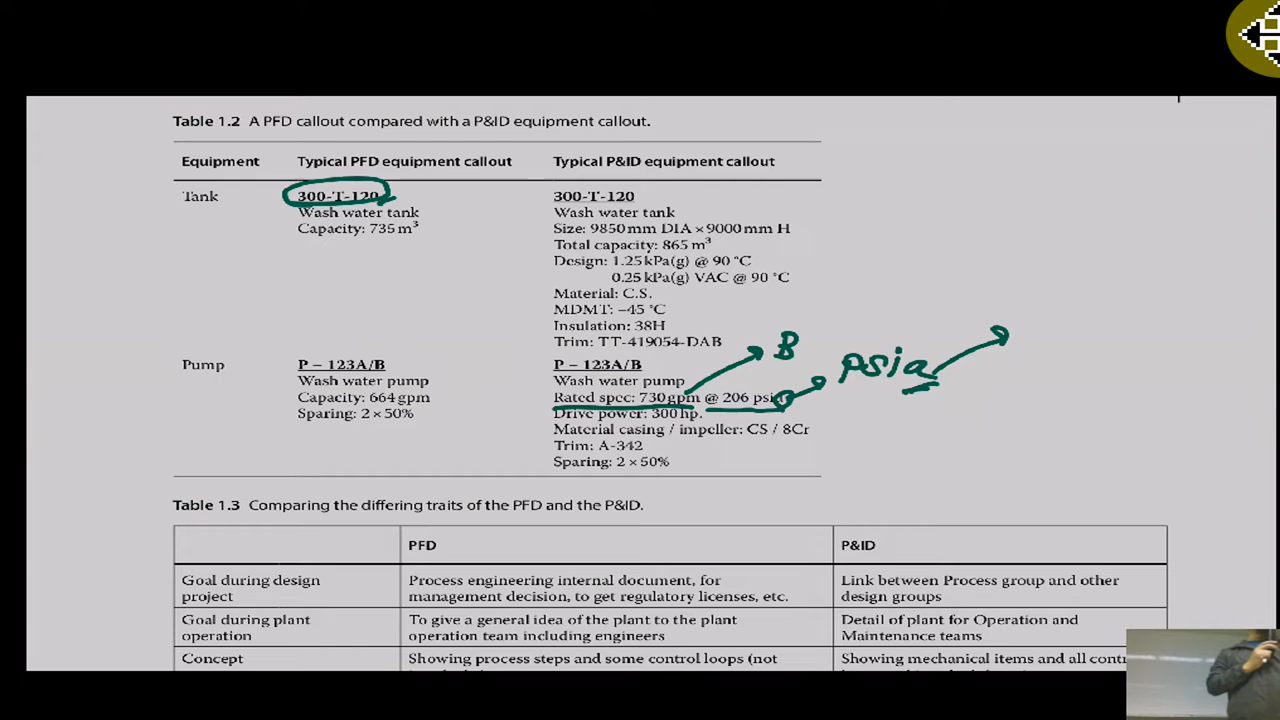 Table 1.2 A PFD callout compared with a P&ID equipment callout.
Equipment Typical PFD equipment callout Typical P&ID equipment callout
Tank 300-T-120 300-T-120
Wash water tank Wash water tank
Capacity: 735 m³ Size: 9850 mm DIA × 9000 mm H
Total capacity: 865 m³
Design: 1.25 kPa(g) @ 90 °C
0.25 kPa(g) VAC @ 90 °C
Material: C.S.
MDMT: −45 °C
Insulation: 38H
Trim: TT-419054-DAB
B
Pump P – 123A/B P – 123A/B
psia
Wash water pump Wash water pump
Capacity: 664 gpm Rated spec: 730 gpm @ 206 psia
Sparing: 2 × 50% Drive power: 300 hp.
Material casing / impeller: CS / 8Cr
Trim: A-342
Sparing: 2 × 50%
Table 1.3 Comparing the differing traits of the PFD and the P&ID.
PFD P&ID
Goal during design Process engineering internal document, for Link between Process group and other
project management decision, to get regulatory licenses, etc. design groups
Goal during plant To give a general idea of the plant to the plant Detail of plant for Operation and
operation operation team including engineers Maintenance teams
Concept Showing process steps and some control loops (not Showing mechanical items and all contr